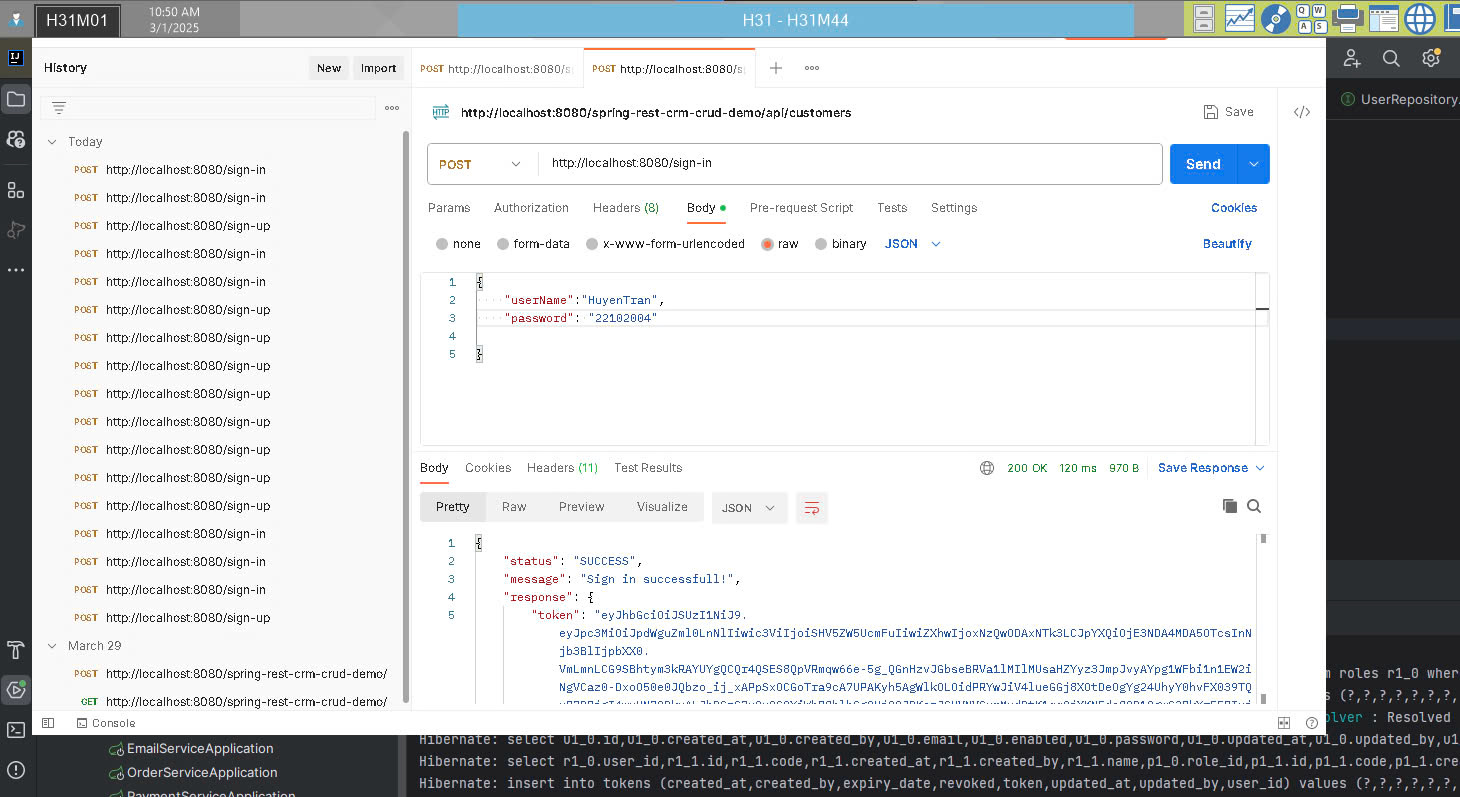 H31M01
10:50 AM
3/1/2025
H31 - H31M44
Q W
A S
IJ
History
New
Import
POST http://localhost:8080/s
POST http://localhost:8080/s
UserRepository.
HTTP http://localhost:8080/spring-rest-crm-crud-demo/api/customers
Save
Today
POST http://localhost:8080/sign-in
POST http://localhost:8080/sign-in
POST http://localhost:8080/sign-up
POST http://localhost:8080/sign-in
POST http://localhost:8080/sign-in
POST http://localhost:8080/sign-up
POST http://localhost:8080/sign-up
POST http://localhost:8080/sign-up
POST http://localhost:8080/sign-up
POST http://localhost:8080/sign-up
POST http://localhost:8080/sign-up
POST http://localhost:8080/sign-up
POST http://localhost:8080/sign-up
POST http://localhost:8080/sign-in
POST http://localhost:8080/sign-in
POST http://localhost:8080/sign-in
POST http://localhost:8080/sign-up
March 29
POST http://localhost:8080/spring-rest-crm-crud-demo/
GET http://localhost:8080/spring-rest-crm-crud-demo/
POST
http://localhost:8080/sign-in
Send
Params Authorization Headers (8) Body Pre-request Script Tests Settings Cookies
none form-data x-www-form-urlencoded raw binary JSON Beautify
1 {
2 "userName":"HuyenTran",
3 "password": "22102004"
4
5 }
Body Cookies Headers (11) Test Results 200 OK 120 ms 970 B Save Response
Pretty Raw Preview Visualize JSON
1 {
2 "status": "SUCCESS",
3 "message": "Sign in successfull!",
4 "response": {
5 "token": "eyJhbGciOiJSUzI1NiJ9.
eyJpc3MiOiJpdWguZml0LnNlIiwic3ViIjoiSHV5ZW5UcmFuIiwiZXhwIjoxNzQwODAxNTk3LCJpYXQiOjE3NDA4MDA5OTcsInN
jb3BlIjpbXX0.
Console
EmailServiceApplication
OrderServiceApplication
PaymentServiceApplication
m roles r1_0 wher
s (?,?,?,?,?,?,?,
olver : Resolved
Hibernate: select u1_0.id,u1_0.created_at,u1_0.created_by,u1_0.email,u1_0.enabled,u1_0.password,u1_0.updated_at,u1_0.updated_by,u1
Hibernate: select r1_0.user_id,r1_1.id,r1_1.code,r1_1.created_at,r1_1.created_by,r1_1.name,p1_0.role_id,p1_1.id,p1_1.code,p1_1.cre
Hibernate: insert into tokens (created_at,created_by,expiry_date,revoked,token,updated_at,updated_by,user_id) values (?,?,?,?,?,?,